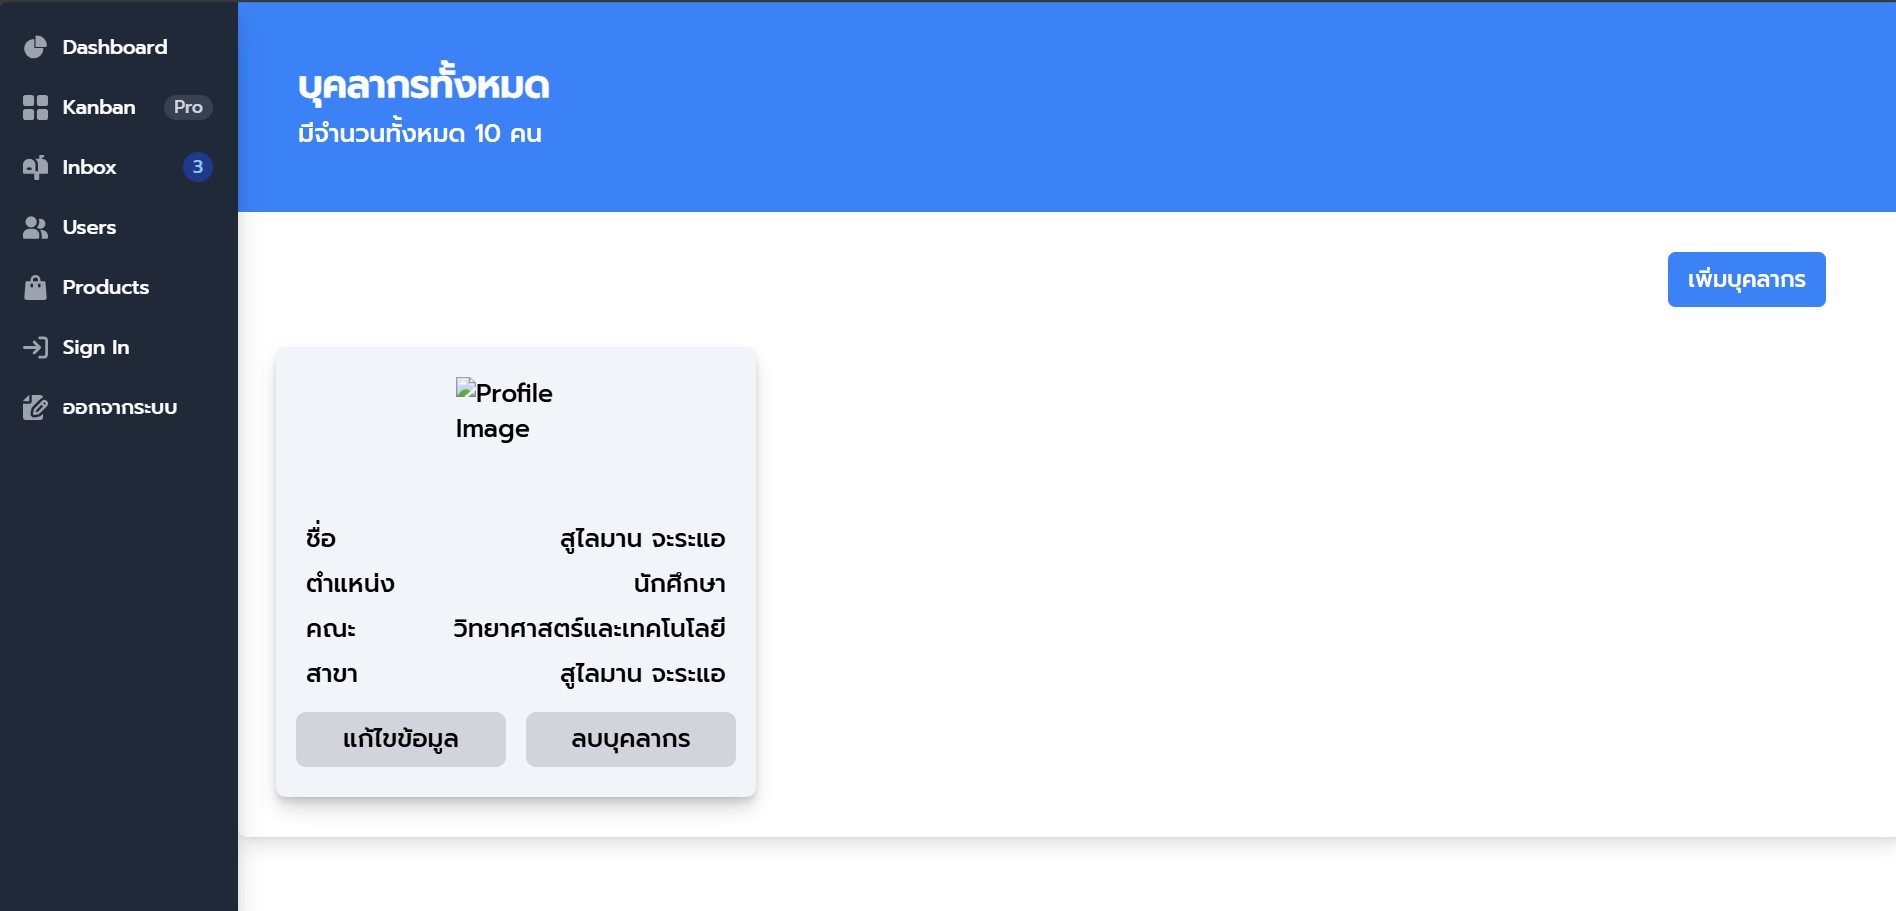 Dashboard
Kanban Pro
Inbox 3
Users
Products
Sign In
ออกจากระบบ
บุคลากรทั้งหมด
มีจำนวนทั้งหมด 10 คน
เพิ่มบุคลากร
Profile
Image
ชื่อ สูไลมาน จะระแอ
ตำแหน่ง นักศึกษา
คณะ วิทยาศาสตร์และเทคโนโลยี
สาขา สูไลมาน จะระแอ
แก้ไขข้อมูล ลบบุคลากร